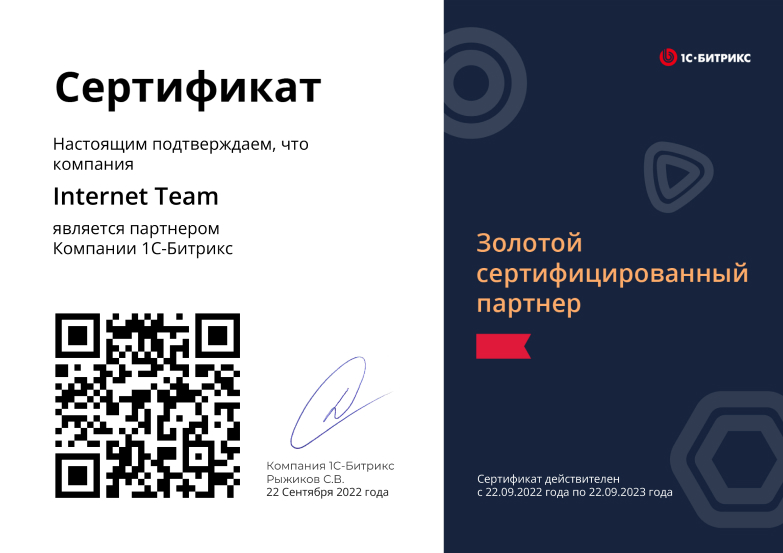 Сертификат
Настоящим подтверждаем, что
компания
Internet Team
является партнером
Компании 1С-Битрикс
Компания 1С-Битрикс
Рыжиков С.В.
22 Сентября 2022 года
1С·БИТРИКС
Золотой
сертифицированный
партнер
Сертификат действителен
с 22.09.2022 года по 22.09.2023 года